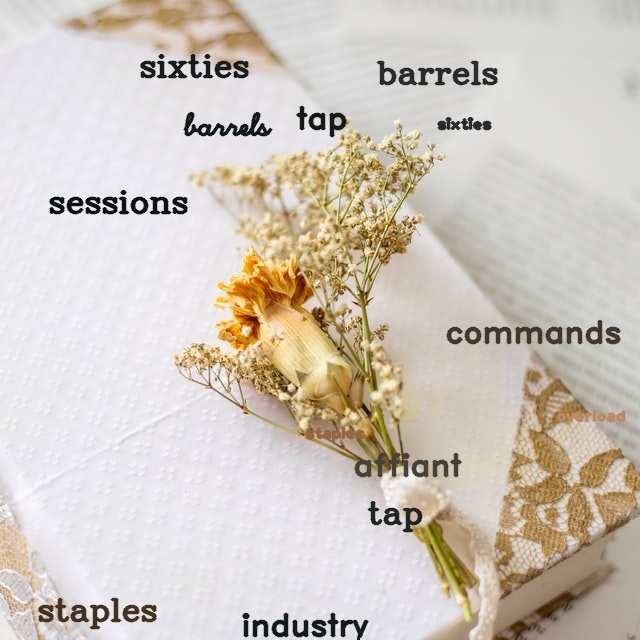 sixties
barrels
barrels
tap
sixties
sessions
commands
overload
staples
affiant
tap
staples
industry